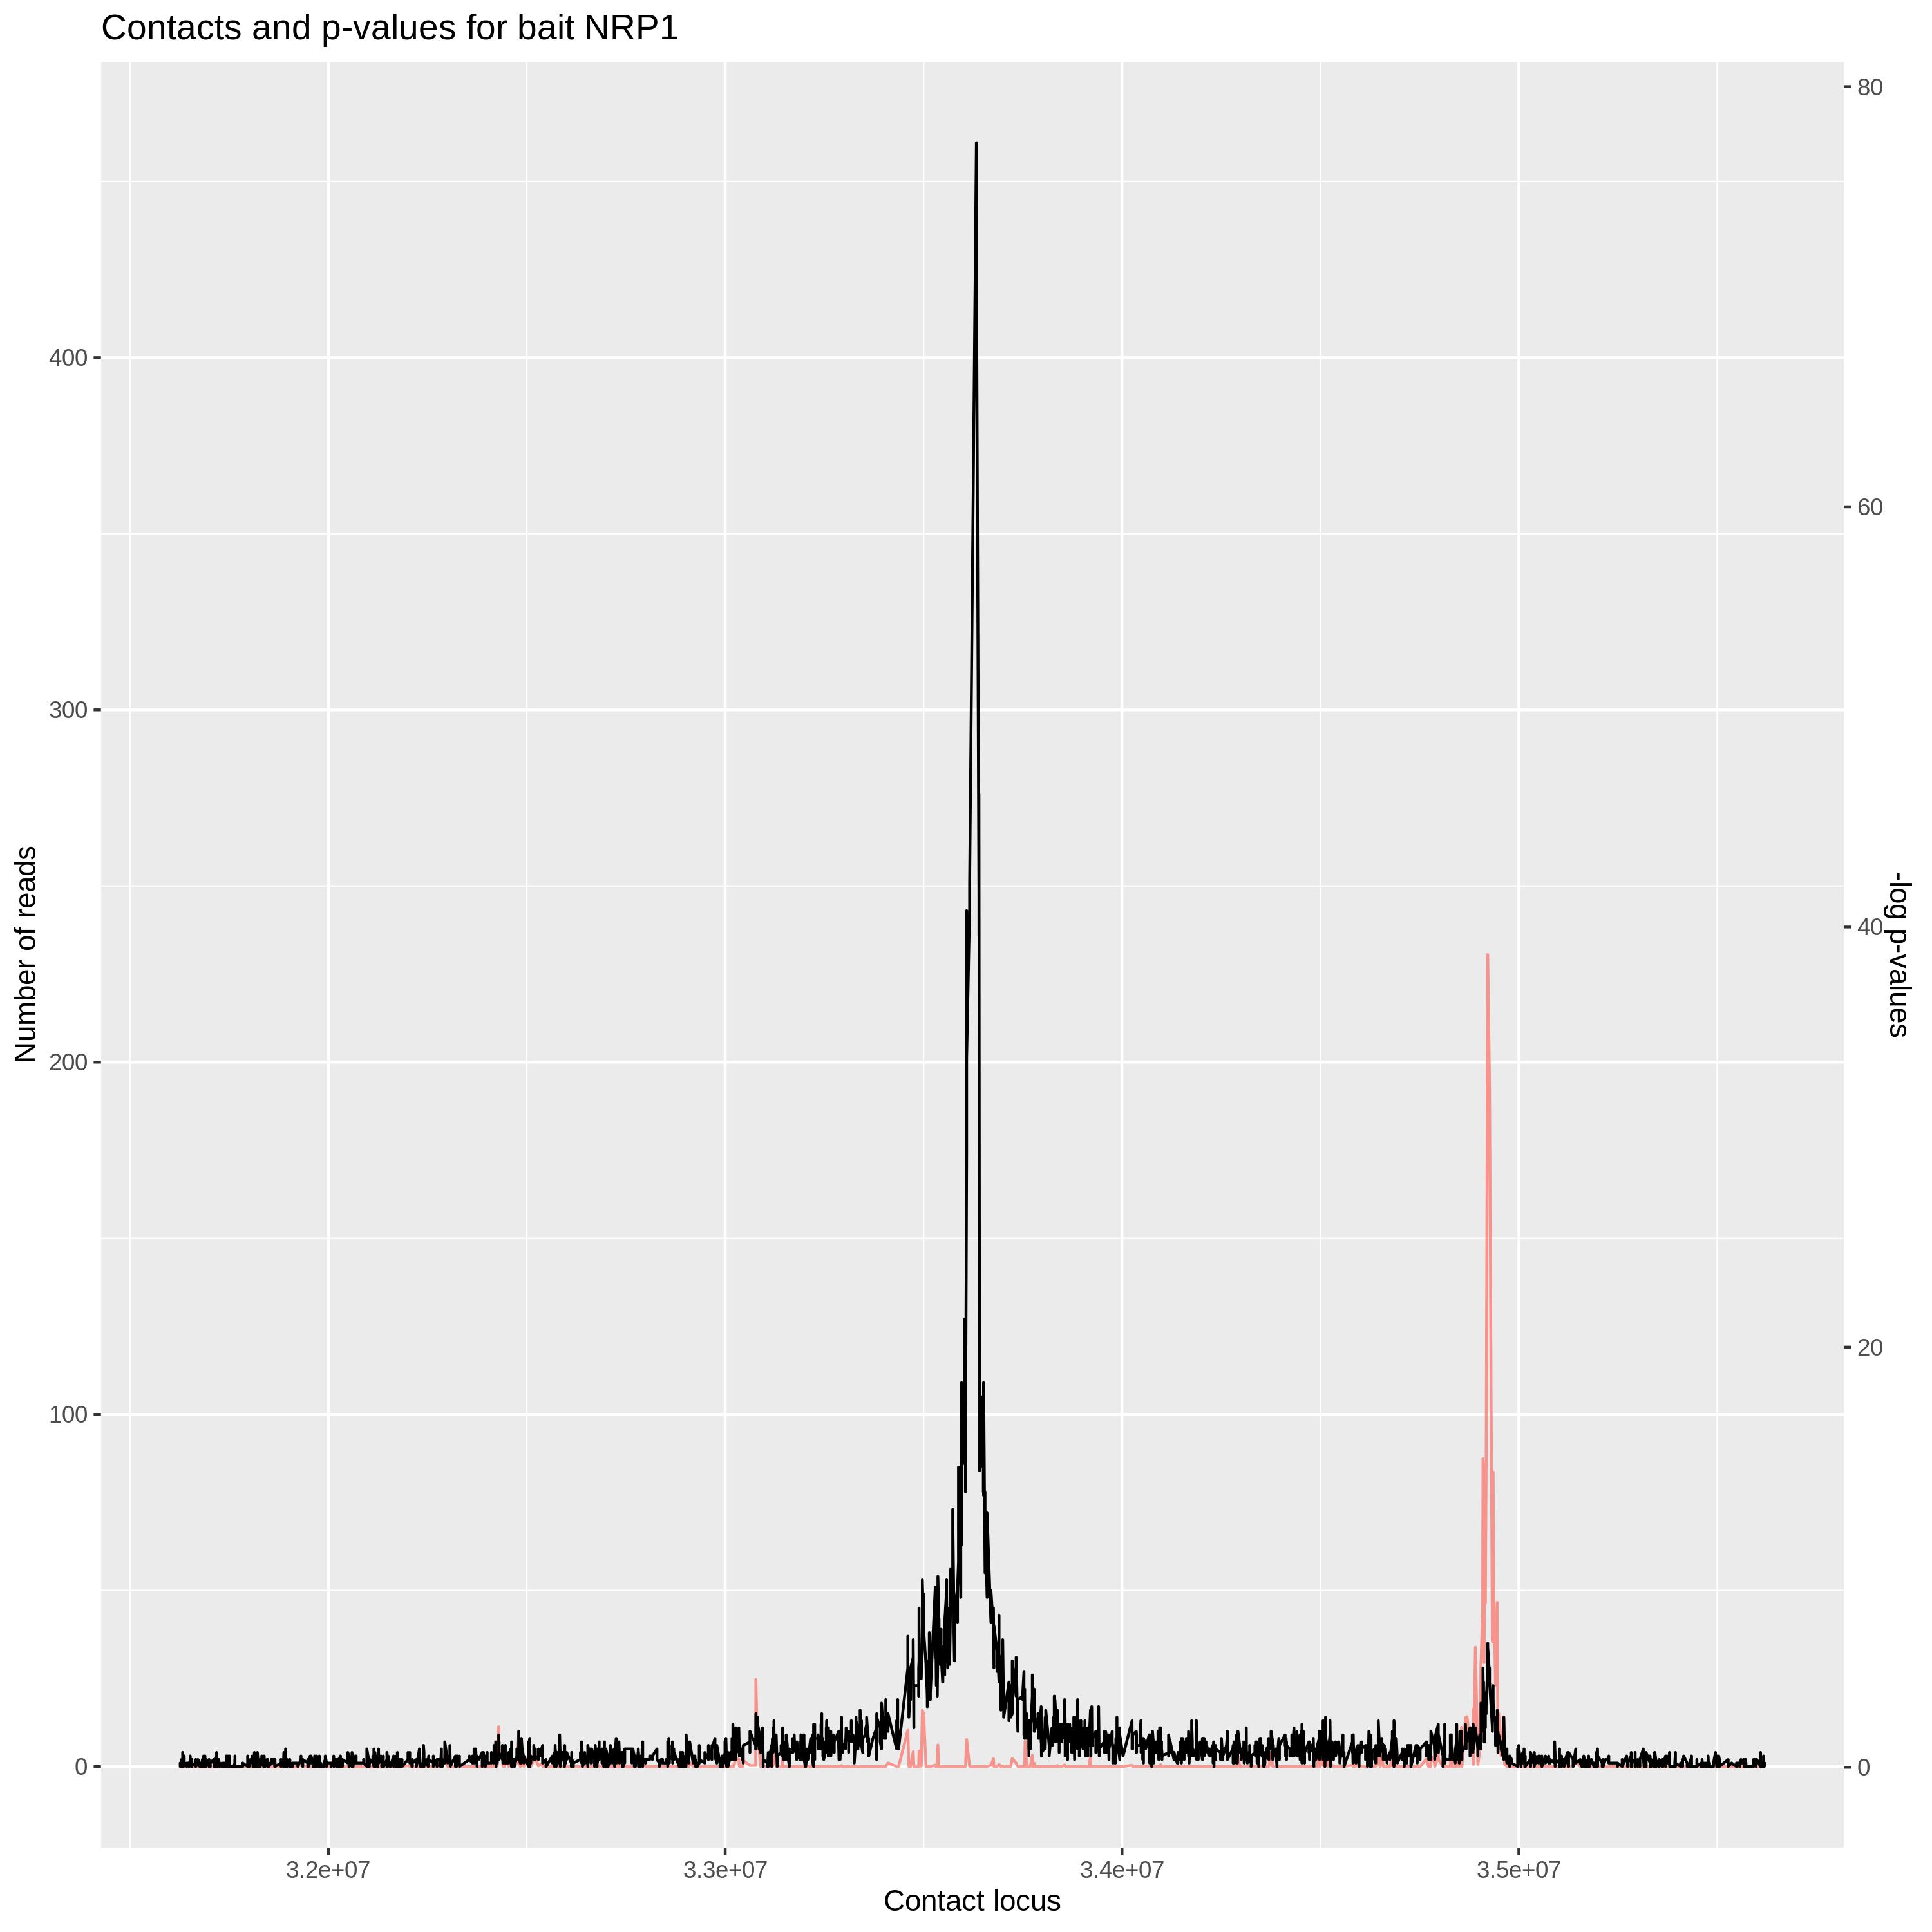 Contacts and p-values for bait NRP1
80
400
60
300
Number of reads
40
-log p-values
200
20
100
0
0
3.2e+07 3.3e+07 3.4e+07 3.5e+07
Contact locus